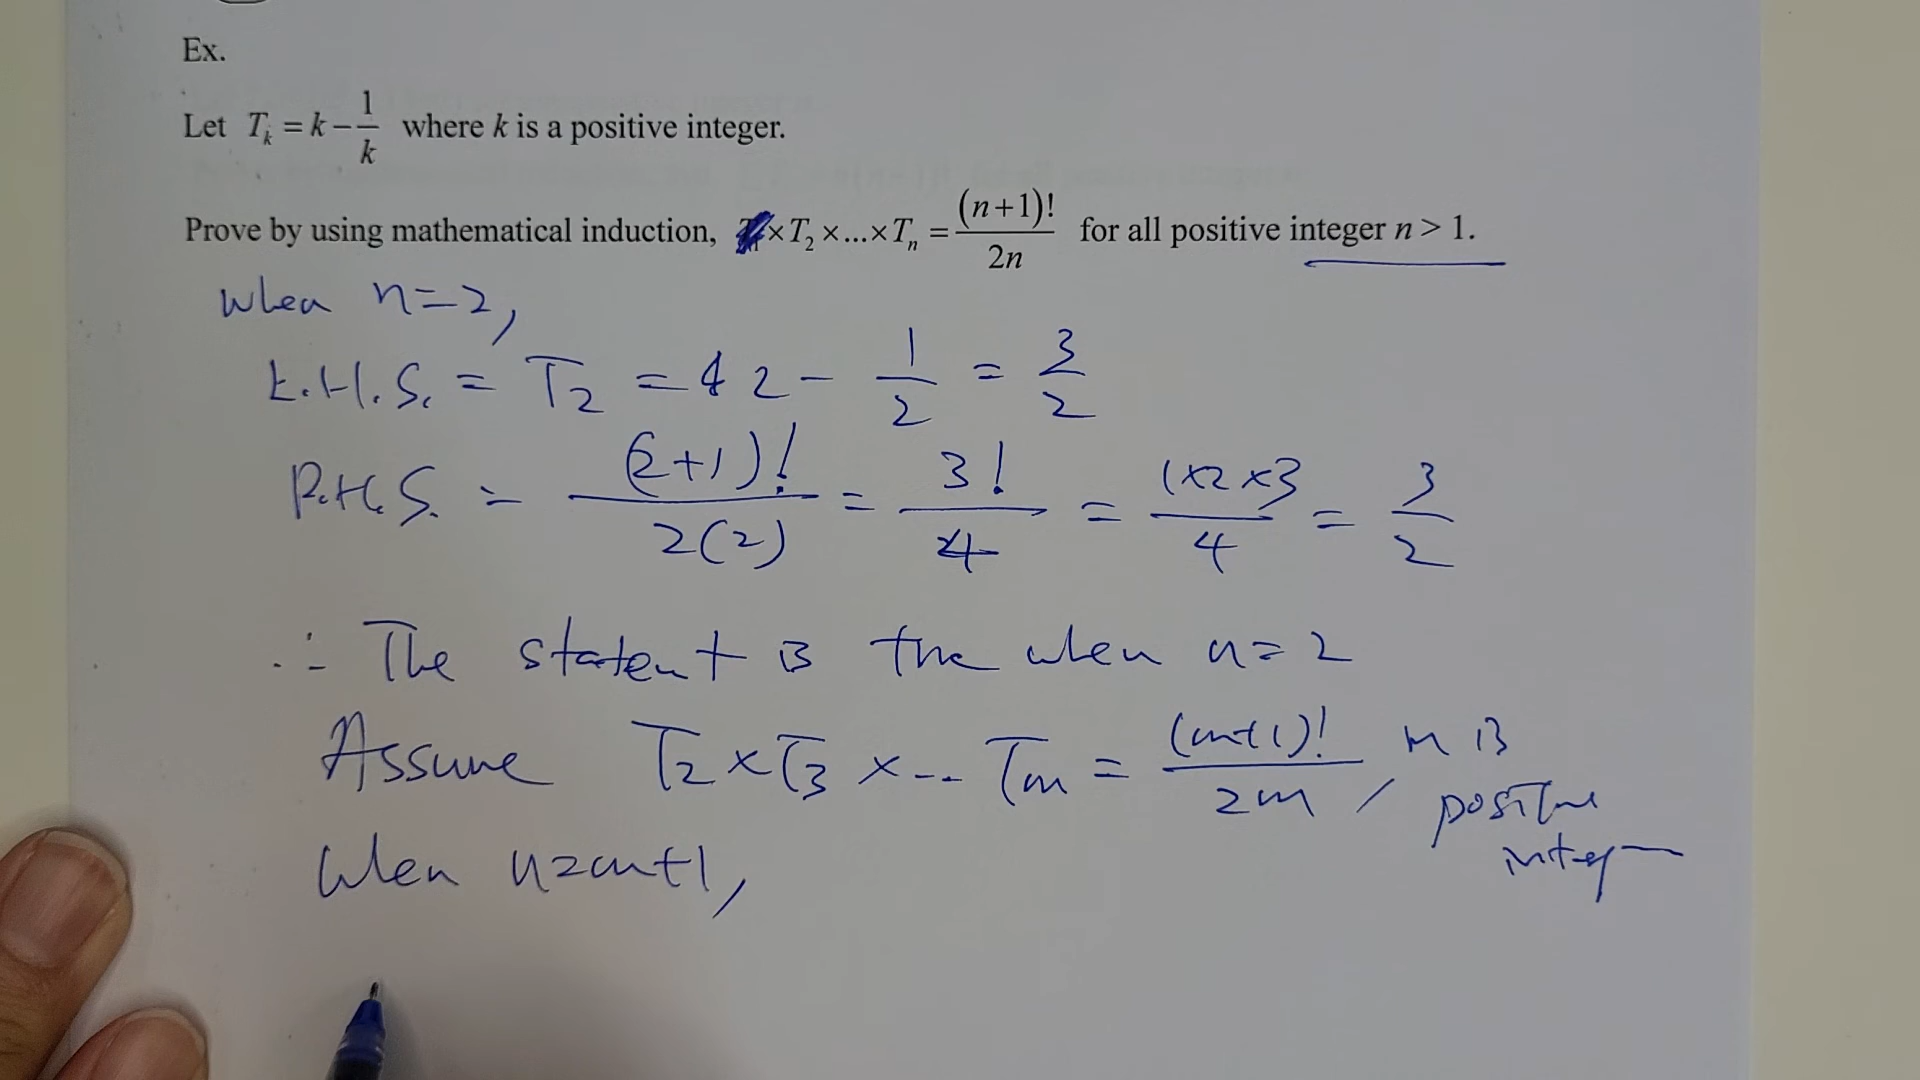 Ex.
Let T_k = k - 1/k where k is a positive integer.
Prove by using mathematical induction, × T_2 × ... × T_n = (n+1)!/2n for all positive integer n > 1.
When n=2,
L.H.S. = T_2 = 2 - 1/2 = 3/2
R.H.S. = (2+1)!/2(2) = 3!/4 = 1×2×3/4 = 3/2
∴ The statement is true when n=2
Assume T_2 × T_3 × ... T_m = (m+1)!/2m, m is
positive
integer
When n=m+1,